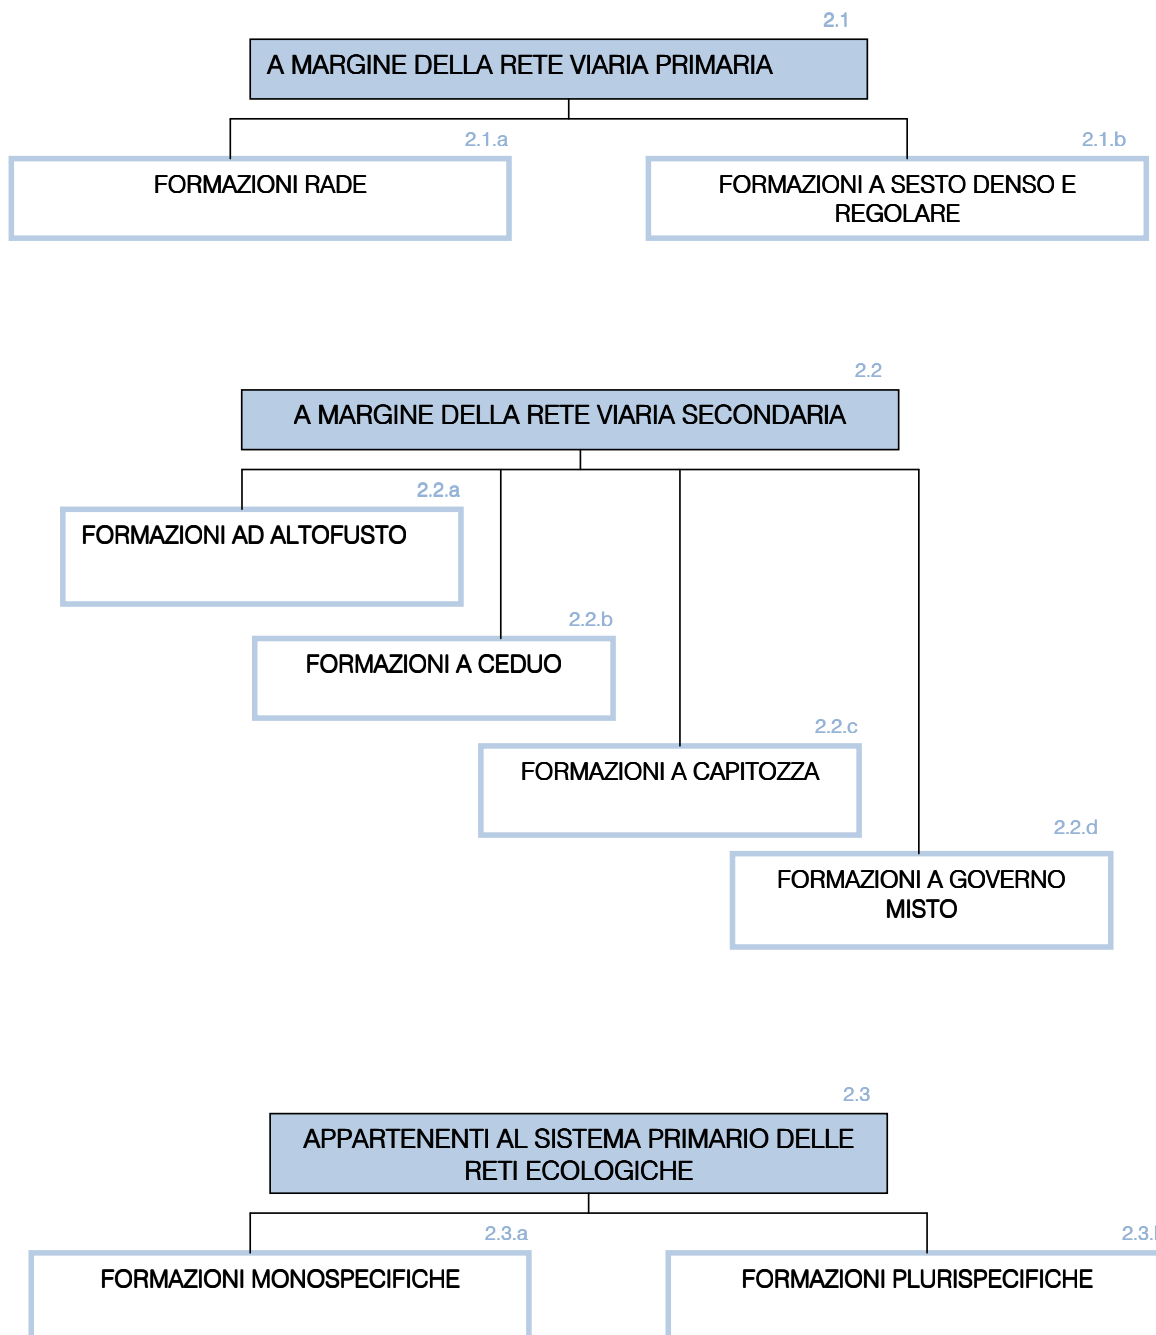 2.1
A MARGINE DELLA RETE VIARIA PRIMARIA
2.1.a
2.1.b
FORMAZIONI RADE
FORMAZIONI A SESTO DENSO E
REGOLARE
2.2
A MARGINE DELLA RETE VIARIA SECONDARIA
2.2.a
FORMAZIONI AD ALTOFUSTO
2.2.b
FORMAZIONI A CEDUO
2.2.c
FORMAZIONI A CAPITOZZA
2.2.d
FORMAZIONI A GOVERNO
MISTO
2.3
APPARTENENTI AL SISTEMA PRIMARIO DELLE
RETI ECOLOGICHE
2.3.a
2.3.
FORMAZIONI MONOSPECIFICHE
FORMAZIONI PLURISPECIFICHE